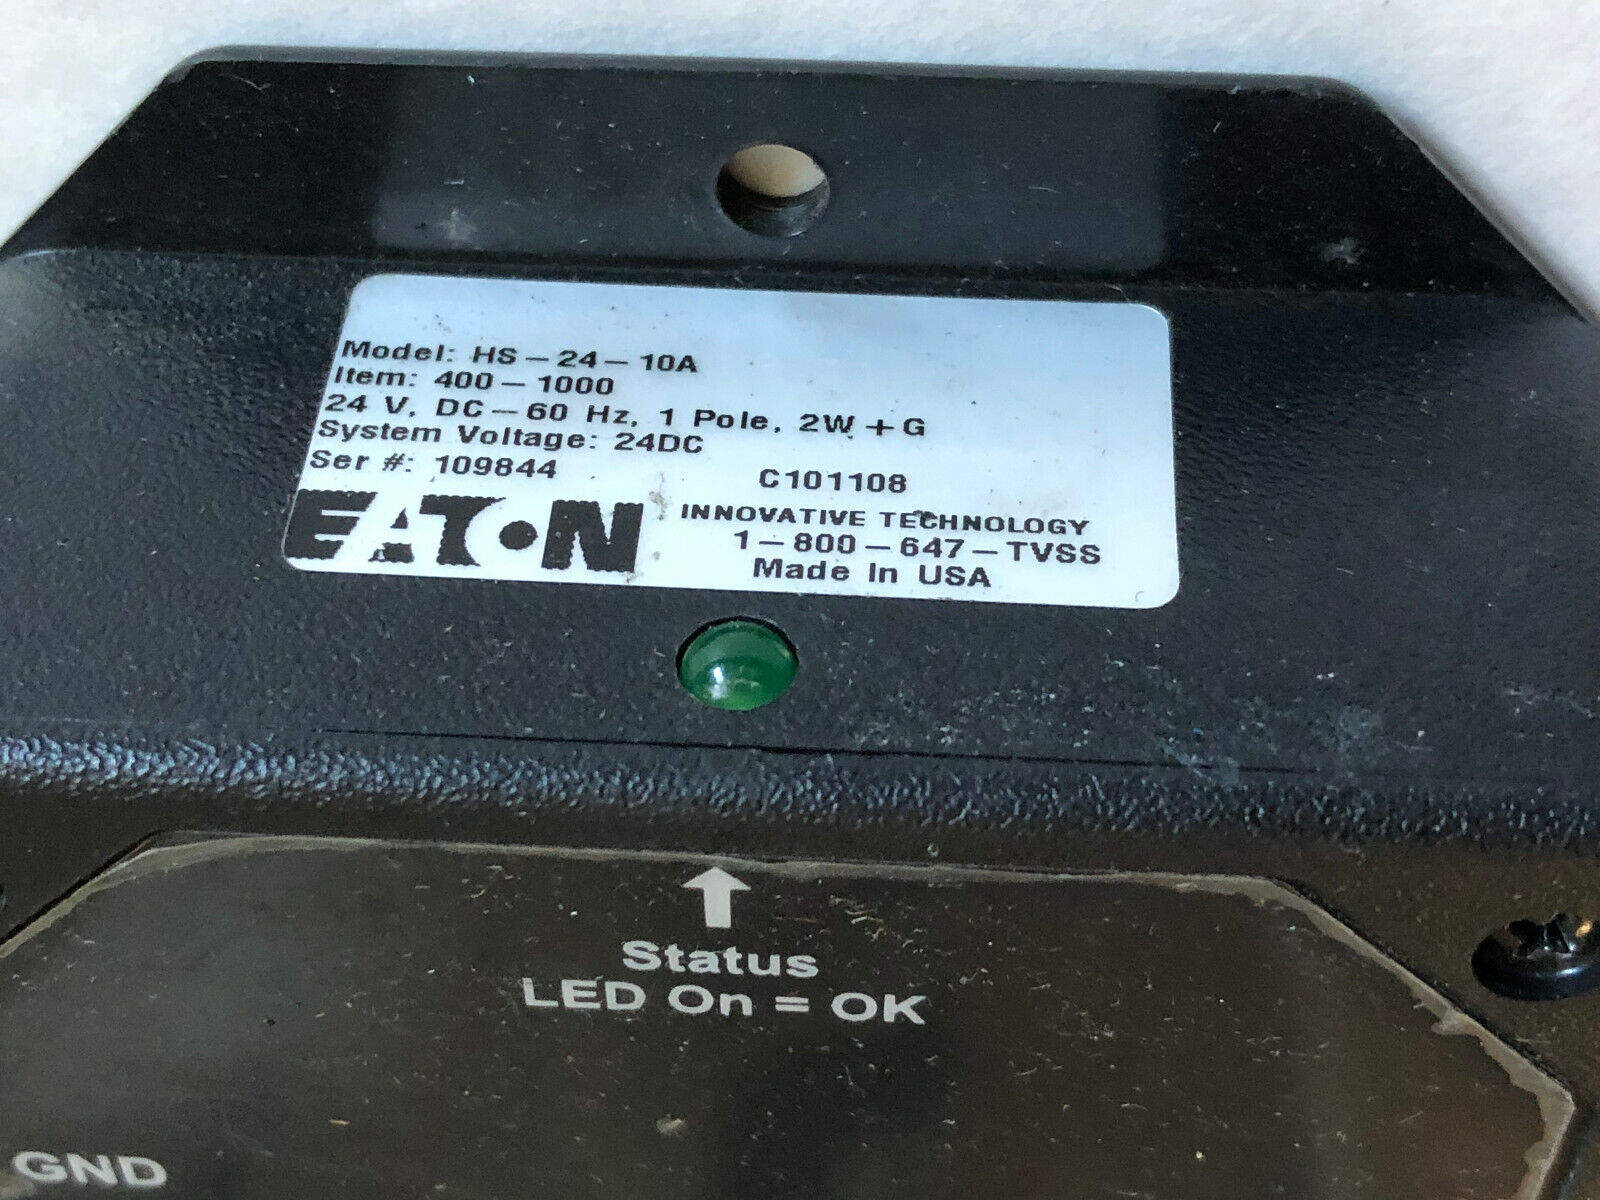 Model: HS-24-10A
Item: 400-1000
24 V, DC-60 Hz, 1 Pole, 2W+G
System Voltage: 24DC
Ser #: 109844 C101108
EATON INNOVATIVE TECHNOLOGY
1-800-647-TVSS
Made In USA
Status
LED On = OK
GND